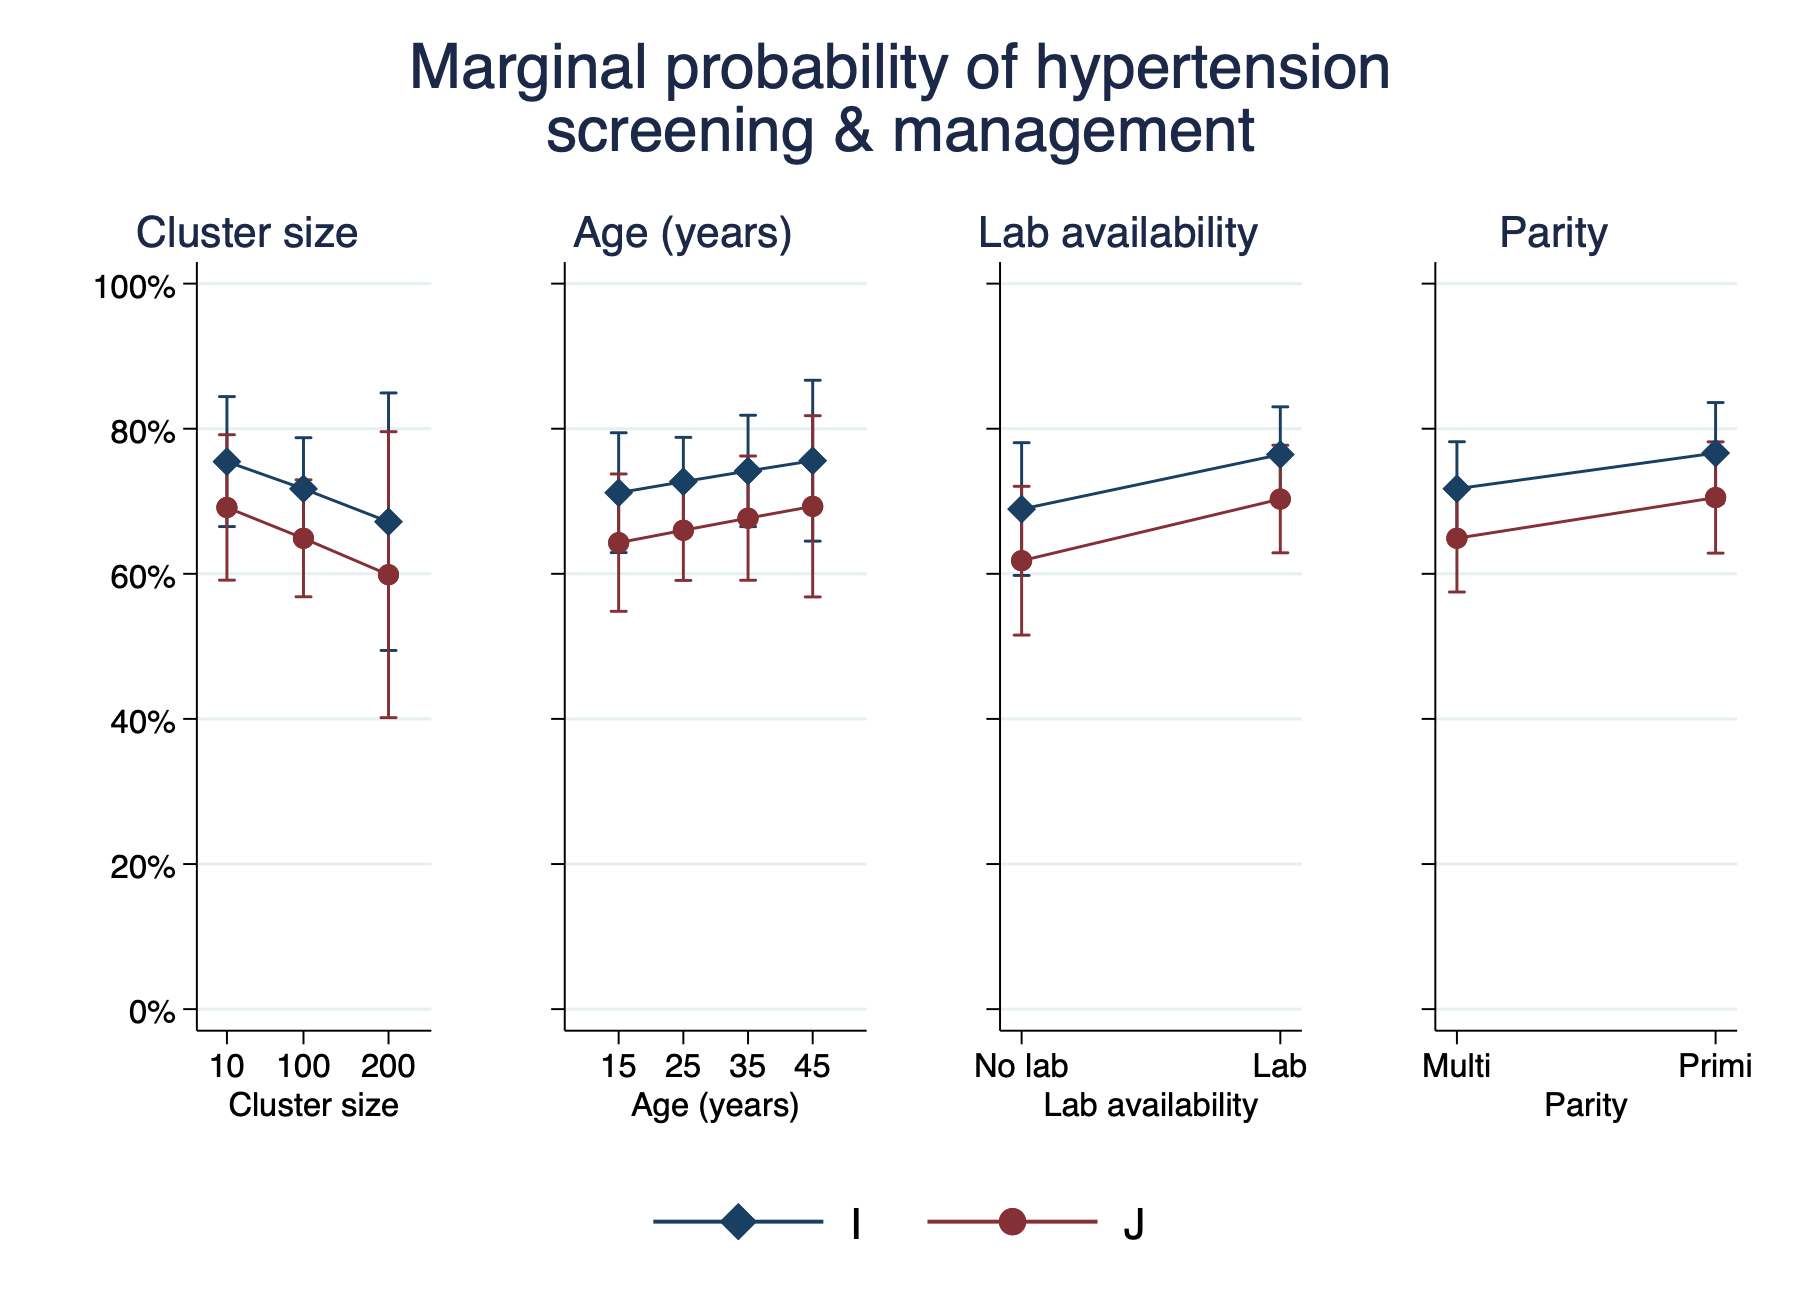 Marginal probability of hypertension
screening & management
Cluster size
Age (years)
Lab availability
Parity
100%
80%
60%
40%
20%
0%
10 100 200
15 25 35 45
No lab Lab
Multi Primi
Cluster size
Age (years)
Lab availability
Parity
I
J